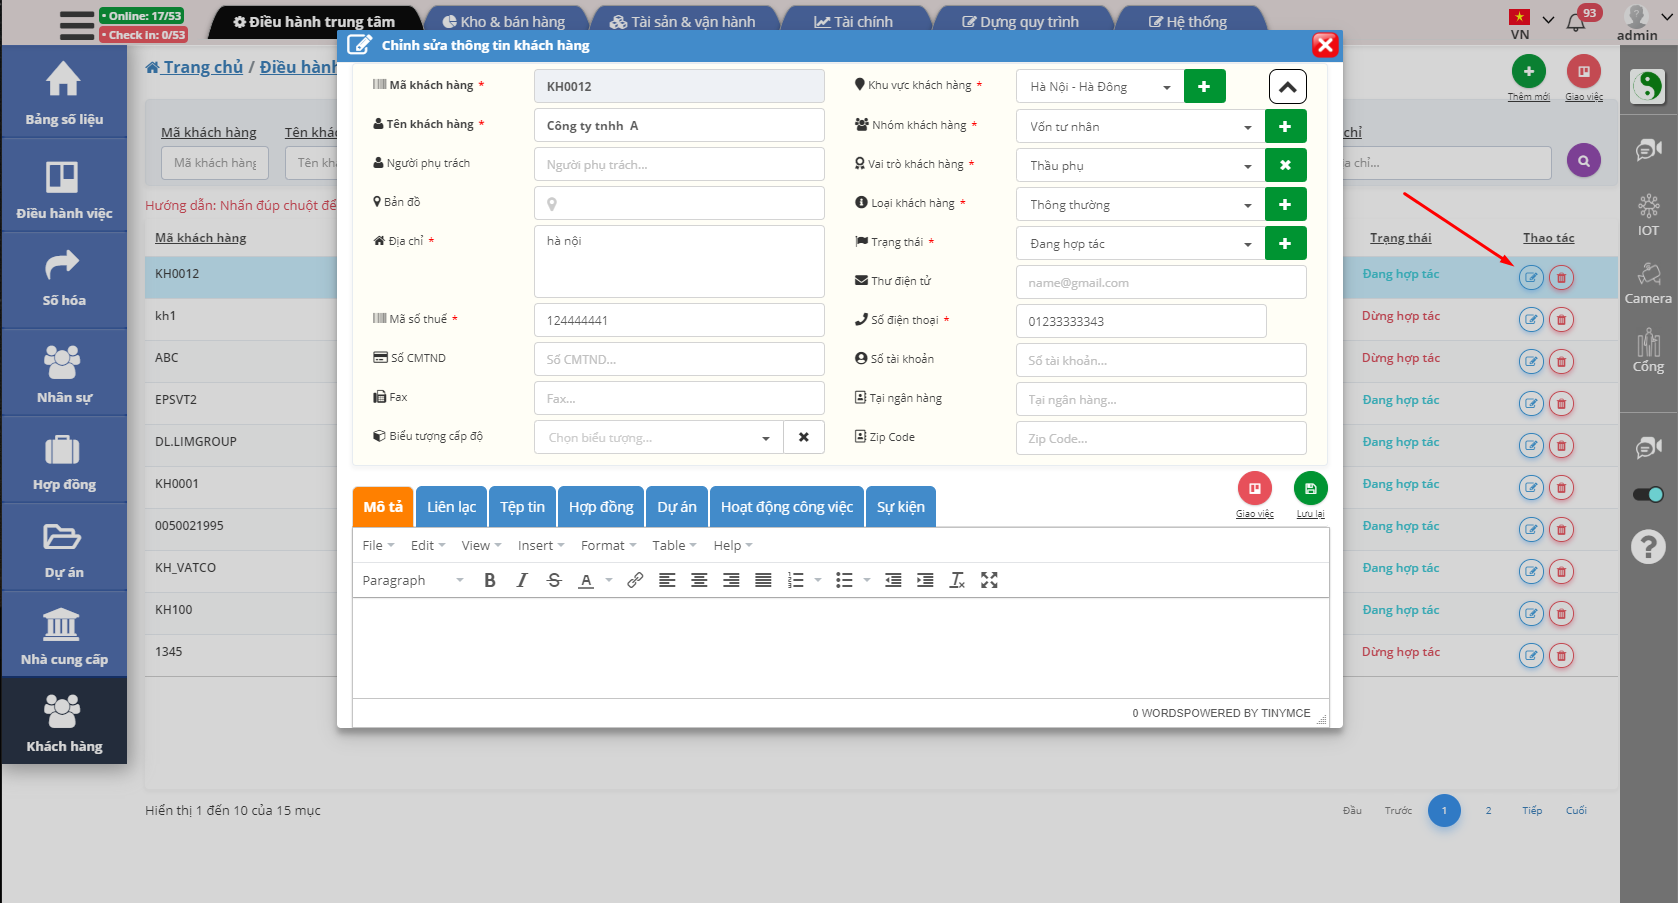 Online: 17/53
Check in: 0/53
Điều hành trung tâm
Kho & bán hàng
Tài sản & vận hành
Tài chính
Dựng quy trình
Hệ thống
VN
93
admin
Bảng số liệu
Điều hành việc
Số hóa
Nhân sự
Hợp đồng
Dự án
Nhà cung cấp
Khách hàng
Trang chủ / Điều hành
Thêm mới
Giao việc
Mã khách hàng
Mã khách hàng
Hướng dẫn: Nhấn đúp chuột để
Mã khách hàng
Trạng thái
Thao tác
KH0012
Đang hợp tác
kh1
Dừng hợp tác
ABC
Dừng hợp tác
EPSVT2
Đang hợp tác
DL.LIMGROUP
Đang hợp tác
KH0001
Đang hợp tác
0050021995
Đang hợp tác
KH_VATCO
Đang hợp tác
KH100
Đang hợp tác
1345
Dừng hợp tác
Hiển thị 1 đến 10 của 15 mục
Đầu
Trước
1
2
Tiếp
Cuối
IOT
Camera
Cổng
Chỉnh sửa thông tin khách hàng
Mã khách hàng *
KH0012
Khu vực khách hàng *
Hà Nội - Hà Đông
Tên khách hàng *
Công ty tnhh A
Nhóm khách hàng *
Vốn tư nhân
Người phụ trách
Người phụ trách...
Vai trò khách hàng *
Thầu phụ
Bản đồ
Loại khách hàng *
Thông thường
Địa chỉ *
hà nội
Trạng thái *
Đang hợp tác
Thư điện tử
name@gmail.com
Mã số thuế *
124444441
Số điện thoại *
01233333343
Số CMTND
Số CMTND...
Số tài khoản
Số tài khoản...
Fax
Fax...
Tại ngân hàng
Tại ngân hàng...
Biểu tượng cấp độ
Chọn biểu tượng...
Zip Code
Zip Code...
Mô tả
Liên lạc
Tệp tin
Hợp đồng
Dự án
Hoạt động công việc
Sự kiện
Giao việc
Lưu lại
File
Edit
View
Insert
Format
Table
Help
Paragraph
0 WORDSPOWERED BY TINYMCE